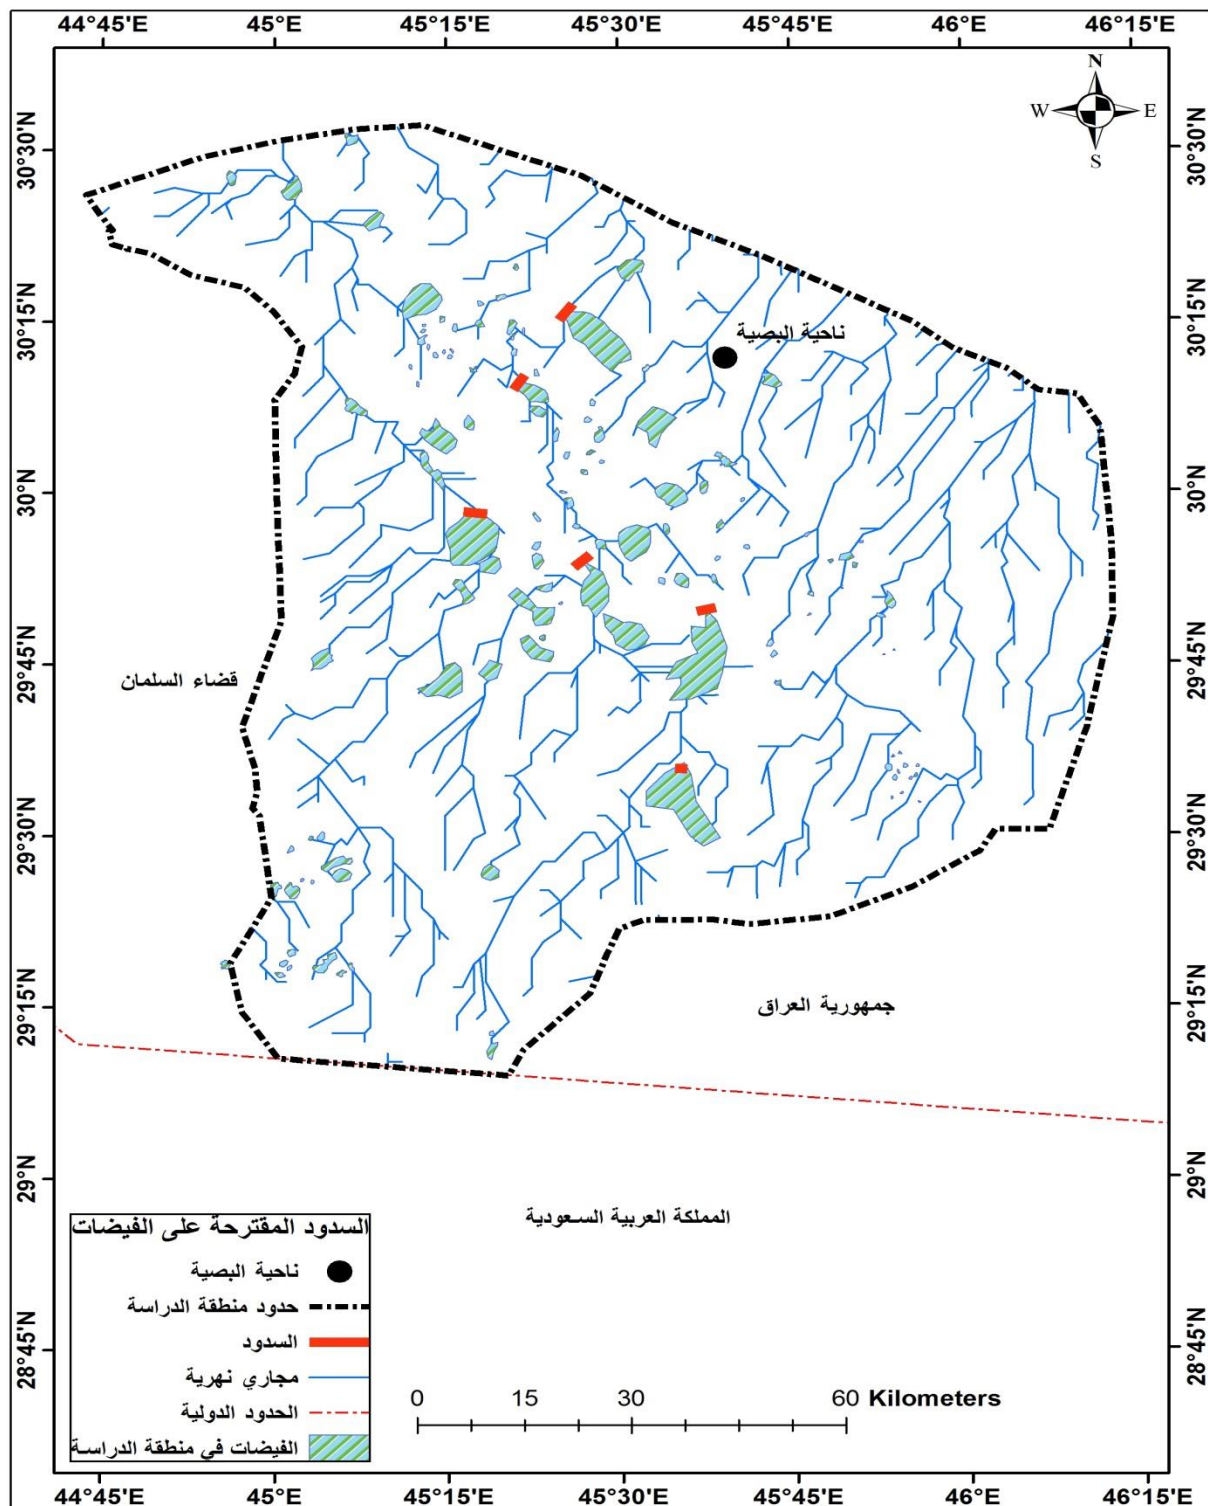 44°45'E 45°0' 45°15'E 45°30'E 45°45'E 46°0'E 46°15'E
N
W E
S
30°30'N 30°30'N
30°15'N 30°15'N
ناحية البصية
30°N 30°N
29°45'N 29°45'N
قضاء السلمان
29°30'N 29°30'N
29°15'N 29°15'N
جمهورية العراق
29°N 29°N
المملكة العربية السعودية
السدود المقترحة على الفيضات
ناحية البصية
حدود منطقة الدراسة
السدود
مجاري نهرية
الحدود الدولية
الفيضات في منطقة الدراسة
28°45'N 28°45'N
0 15 30 60 Kilometers
44°45'E 45°0'E 45°15'E 45°30'E 45°45'E 46°0'E 46°15'E